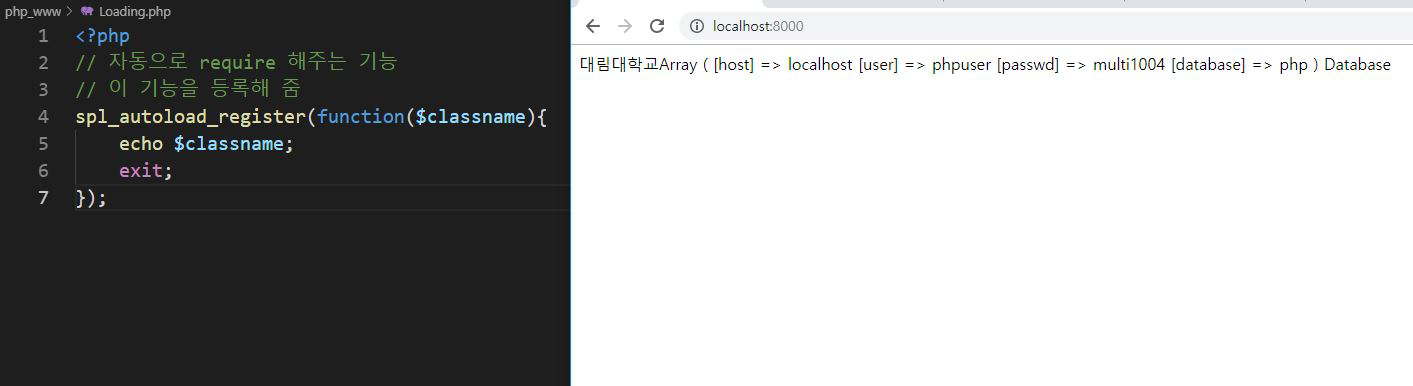 php_www > Loading.php
1 <?php
2 // 자동으로 require 해주는 기능
3 // 이 기능을 등록해 줌
4 spl_autoload_register(function($classname){
5     echo $classname;
6     exit;
7 });
localhost:8000
대림대학교Array ( [host] => localhost [user] => phpuser [passwd] => multi1004 [database] => php ) Database